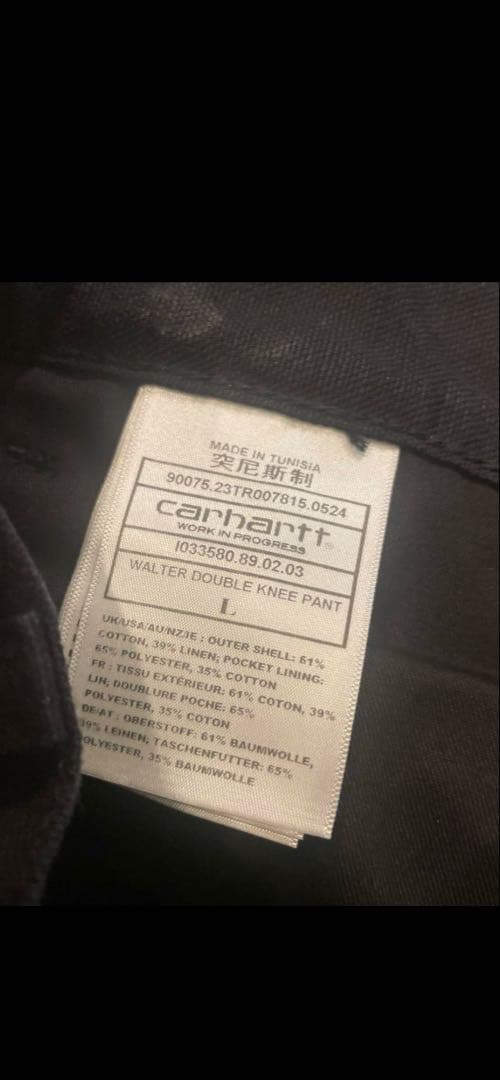 MADE IN TUNISIA
突尼斯制
90075.23TR007815.0524
carhartt®
WORK IN PROGRESS
I033580.89.02.03
WALTER DOUBLE KNEE PANT
L
UK/USA/AU/NZ/IE : OUTER SHELL: 61%
COTTON, 39% LINEN; POCKET LINING:
65% POLYESTER, 35% COTTON
FR : TISSU EXTÉRIEUR: 61% COTON, 39%
LIN; DOUBLURE POCHE: 65%
POLYESTER, 35% COTON
DE/AT : OBERSTOFF: 61% BAUMWOLLE,
39% LEINEN; TASCHENFUTTER: 65%
POLYESTER, 35% BAUMWOLLE